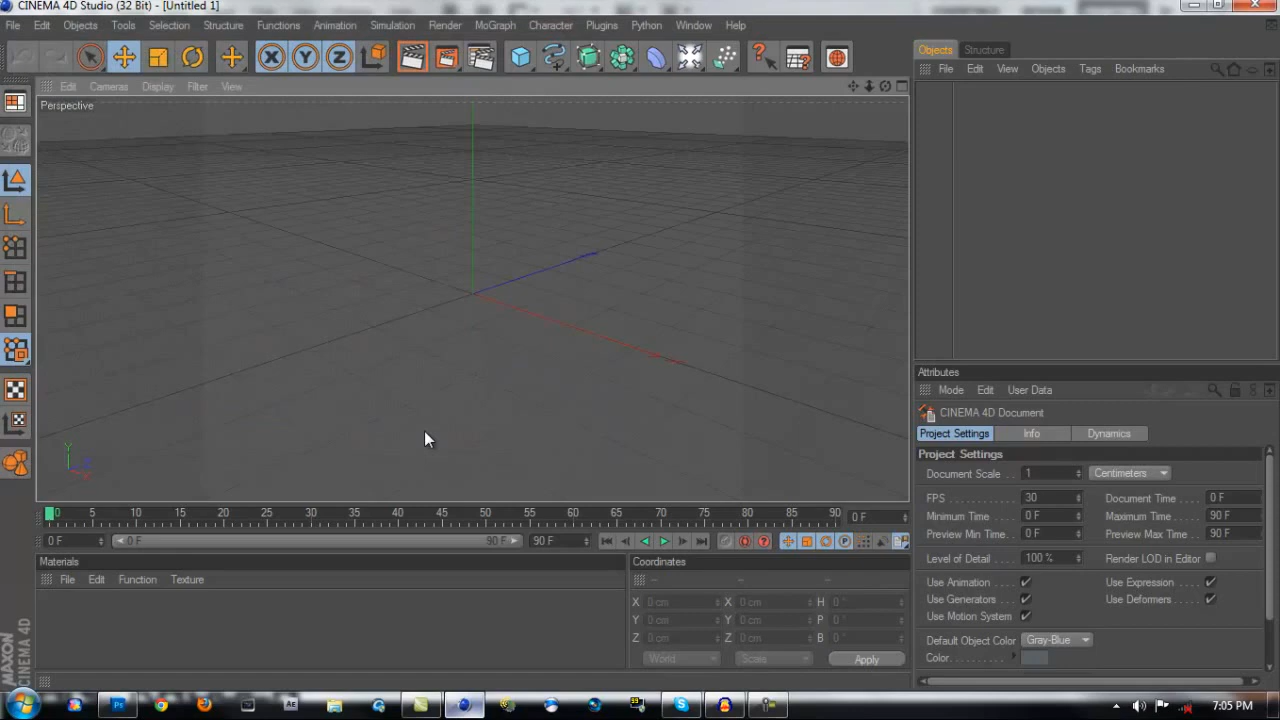 CINEMA 4D Studio (32 Bit) - [Untitled 1]
File Edit Objects Tools Selection Structure Functions Animation Simulation Render MoGraph Character Plugins Python Window Help
X Y Z
Objects Structure
File Edit View Objects Tags Bookmarks
Edit Cameras Display Filter View
Perspective
Y
Z
X
Attributes
Mode Edit User Data
CINEMA 4D Document
Project Settings Info Dynamics
Project Settings
Document Scale . . 1 Centimeters
FPS 30 Document Time 0 F
Minimum Time 0 F Maximum Time 90 F
Preview Min Time 0 F Preview Max Time 90 F
Level of Detail 100 % Render LOD in Editor
Use Animation Use Expression
Use Generators Use Deformers
Use Motion System
Default Object Color Gray-Blue
Color
0 5 10 15 20 25 30 35 40 45 50 55 60 65 70 75 80 85 90 0 F
0 F 0 F 90 F 90 F
Materials
File Edit Function Texture
Coordinates
X 0 cm X 0 cm H 0 °
Y 0 cm Y 0 cm P 0 °
Z 0 cm Z 0 cm B 0 °
World Scale Apply
MAXON
CINEMA 4D
Ps Ae 99 7:05 PM